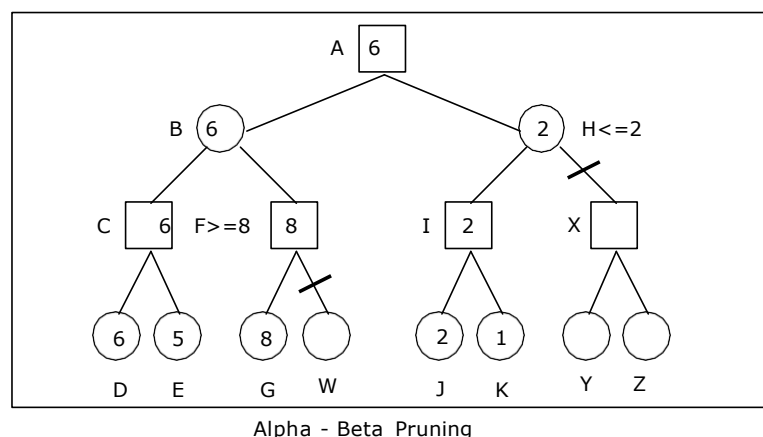 A 6
B 6 2 H<=2
C 6 F>=8 8 I 2 X
6 5 8 2 1
D E G W J K Y Z
Alpha - Beta Pruning